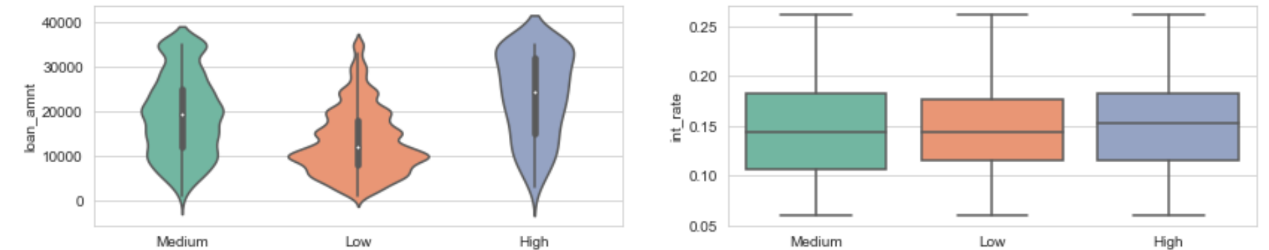 loan_amnt
40000
30000
20000
10000
0
Medium Low High
int_rate
0.25
0.20
0.15
0.10
0.05
Medium Low High